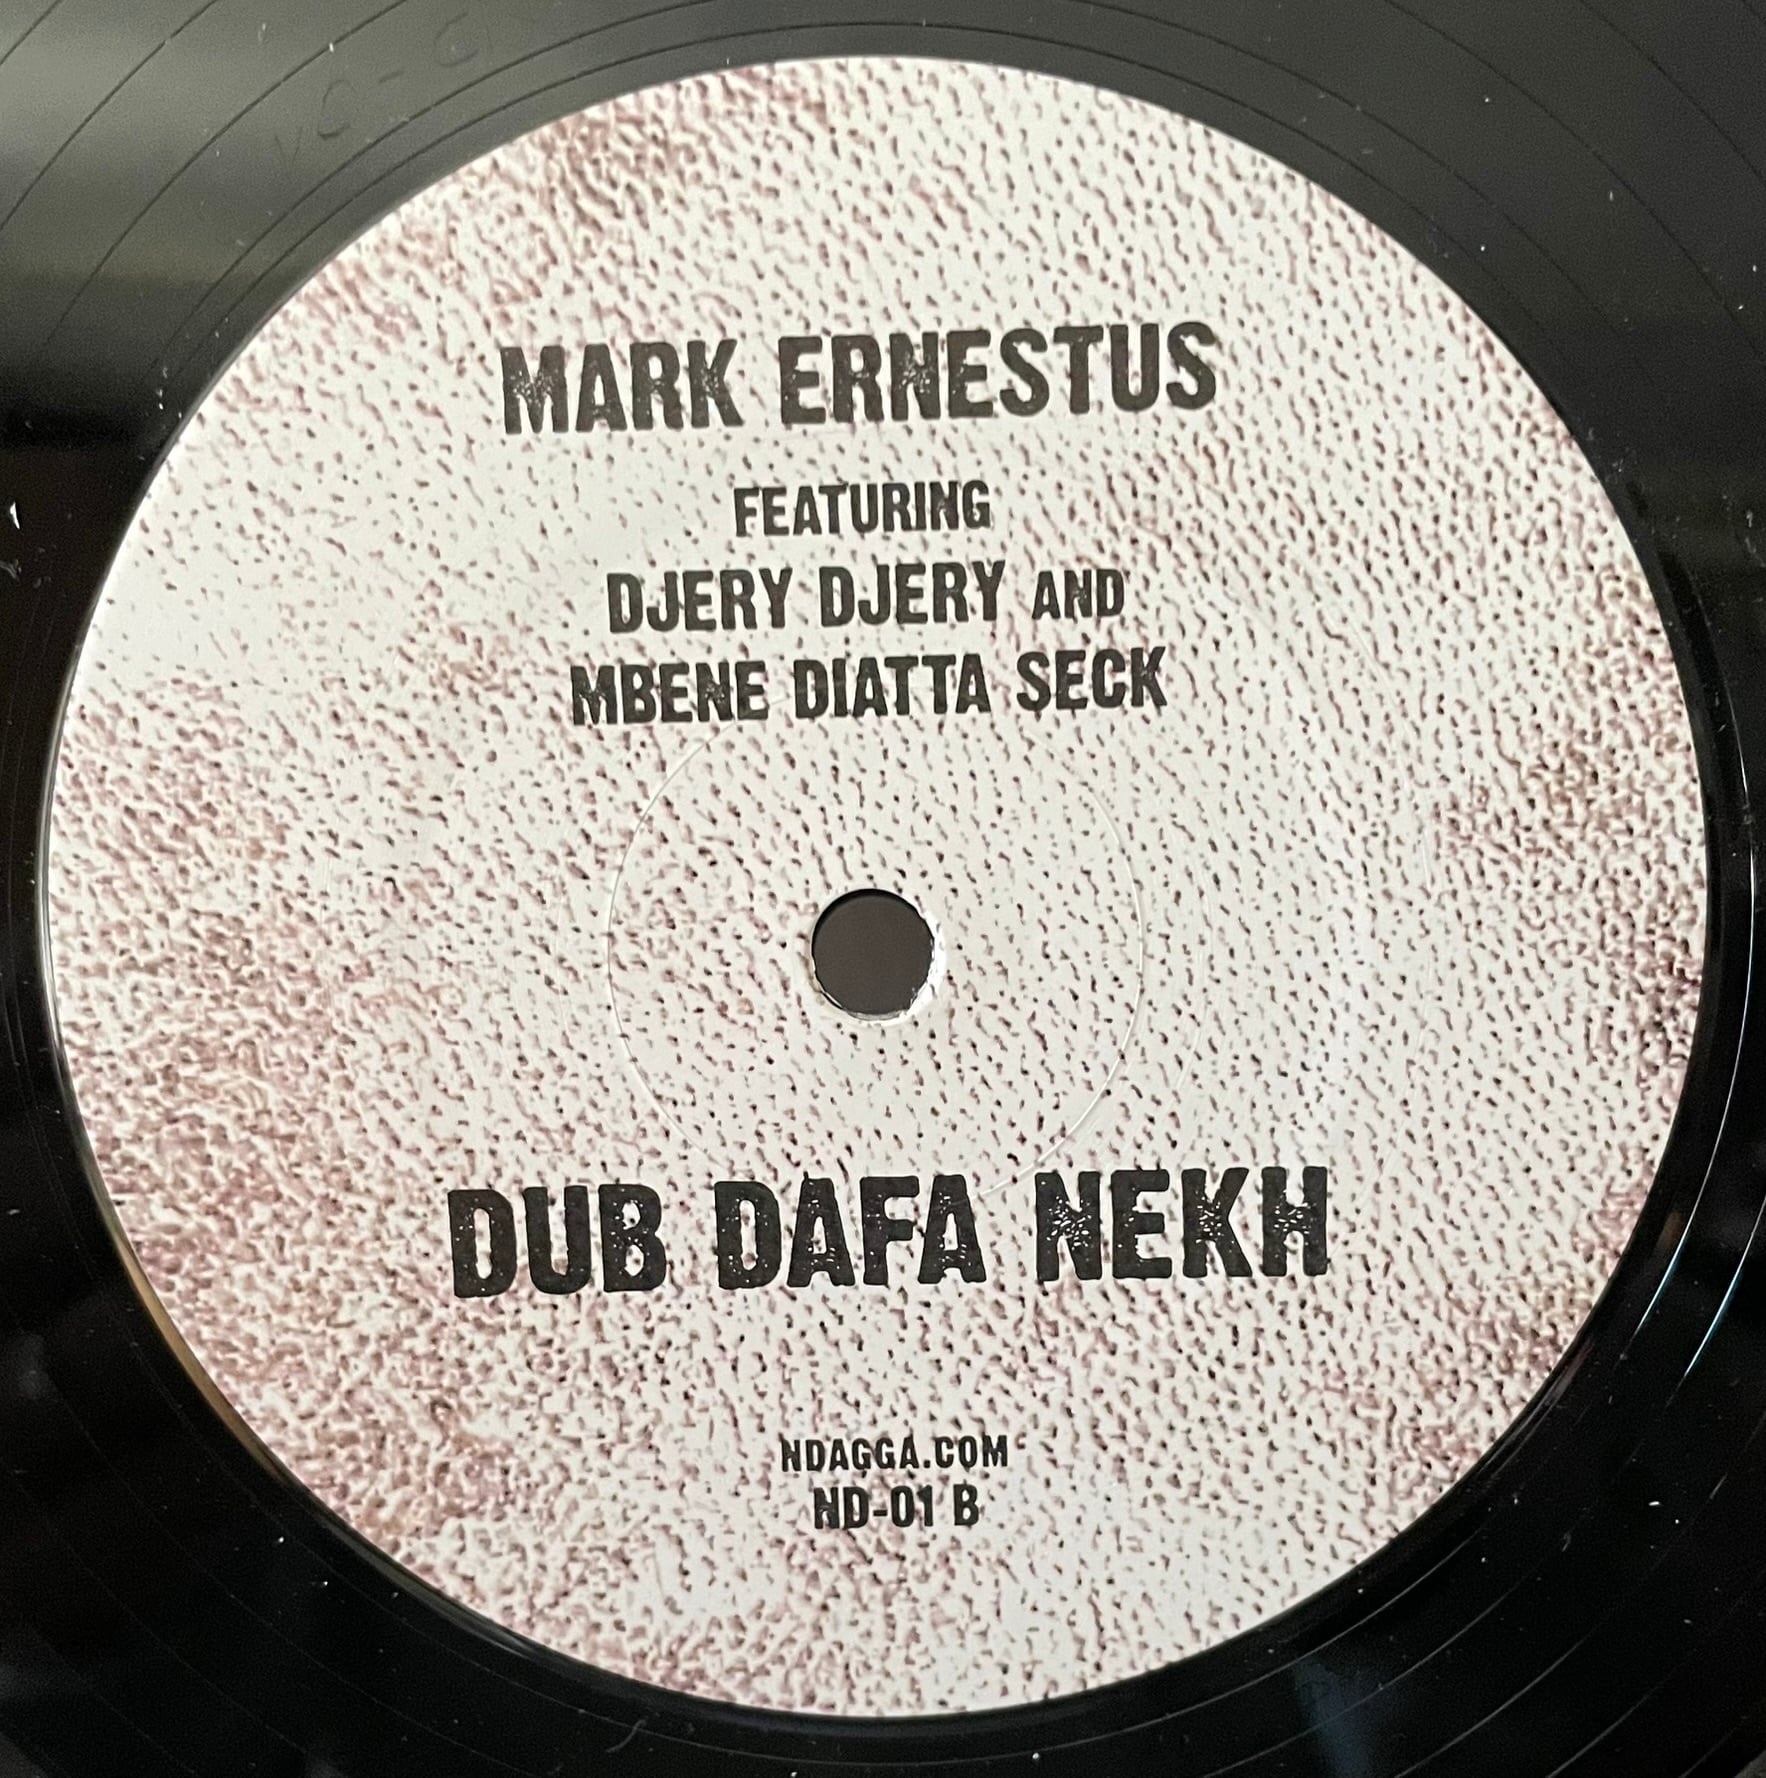 MARK ERNESTUS
FEATURING
DJERY DJERY AND
MBENE DIATTA SECK
DUB DAFA NEKH
NDAGGA.COM
ND-01 B